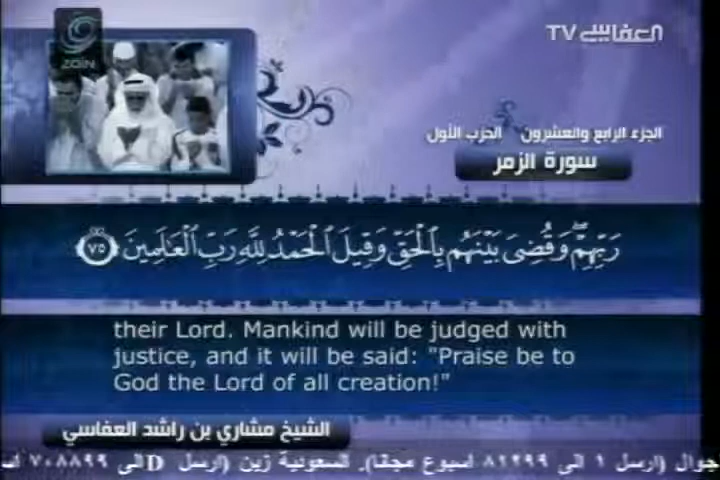 ZOIN
العفاسي TV
الجزء الرابع والعشرون الحزب الأول
سورة الزمر
رَبِّهِمْ ۖ وَقُضِيَ بَيْنَهُم بِالْحَقِّ وَقِيلَ الْحَمْدُ لِلَّهِ رَبِّ الْعَالَمِينَ ٧٥
their Lord. Mankind will be judged with
justice, and it will be said: "Praise be to
God the Lord of all creation!"
الشيخ مشاري بن راشد العفاسي
جوال (ارسل ١ الى ٨١٢٩٩ اسبوع مجانا). السعودية زين (ارسل D الى ٧٠٨٨٩٩